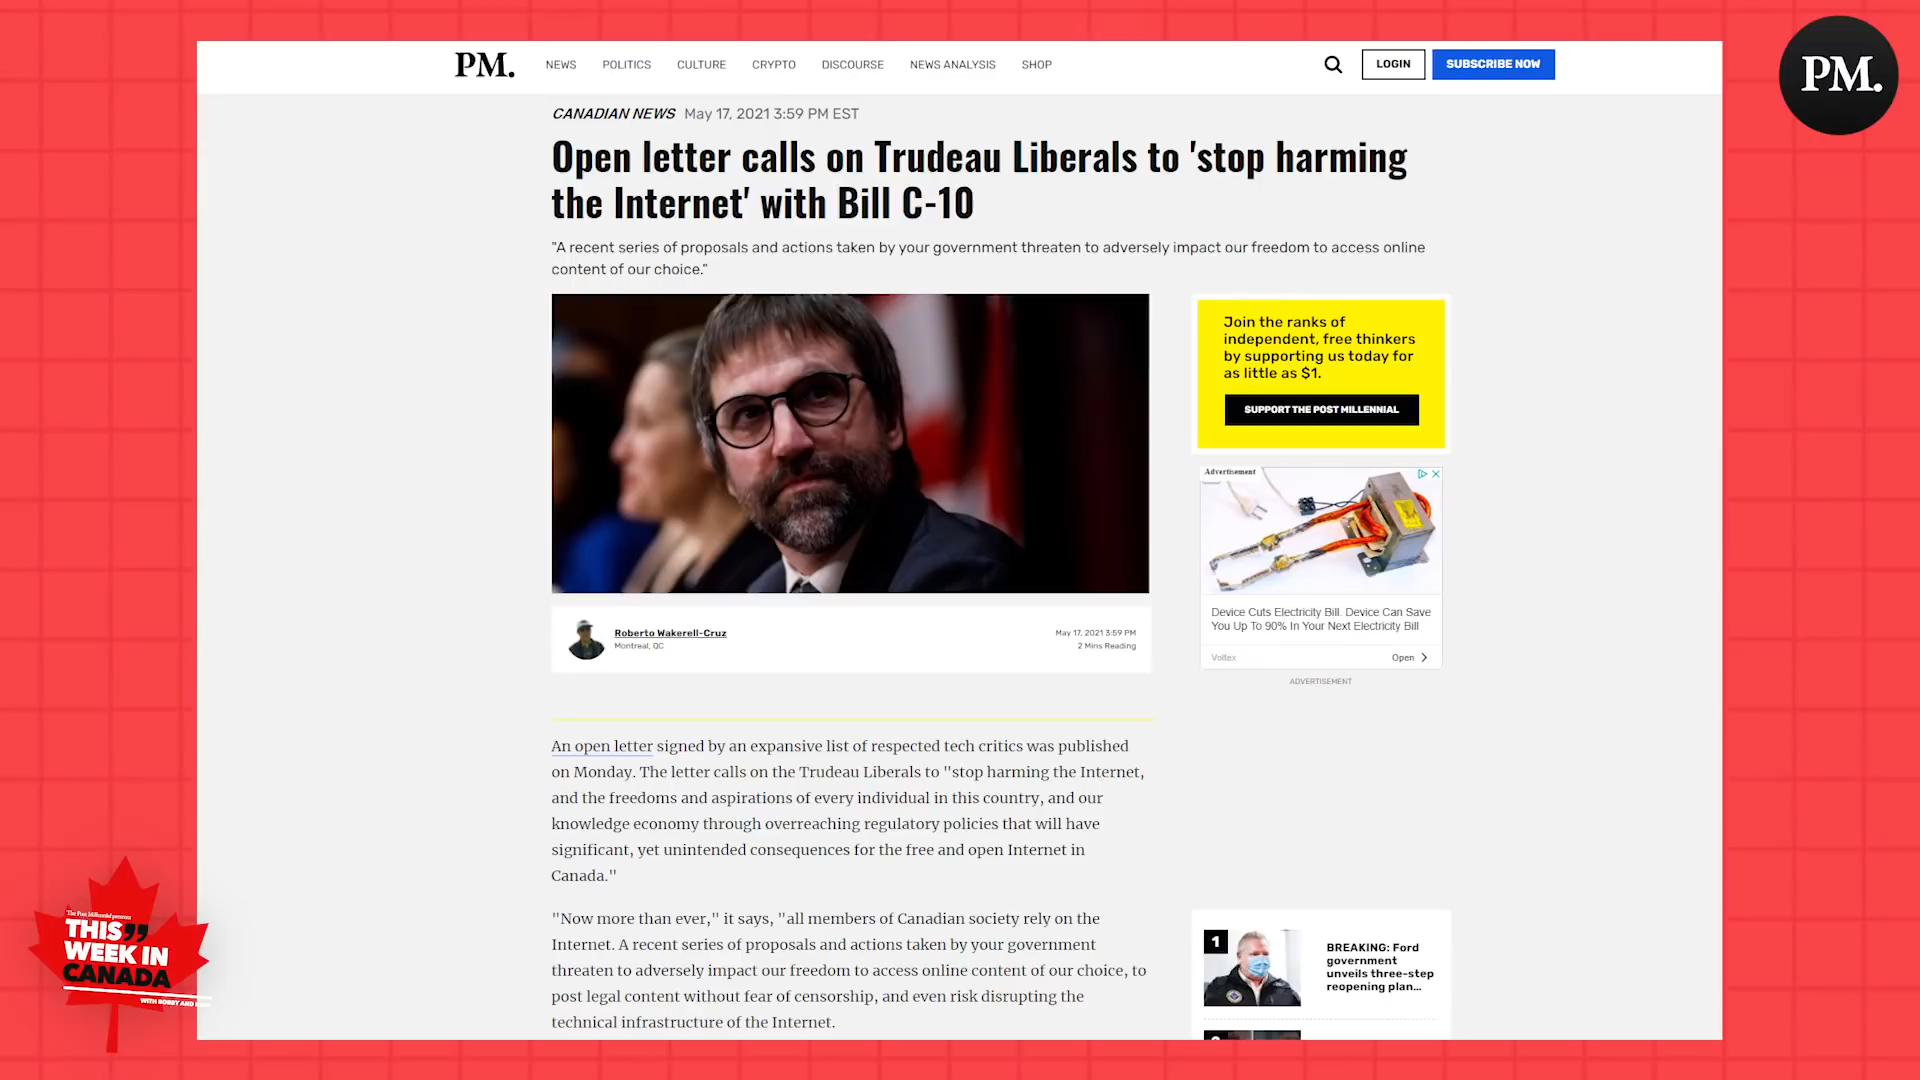 PM.
NEWS
POLITICS
CULTURE
CRYPTO
DISCOURSE
NEWS ANALYSIS
SHOP
LOGIN
SUBSCRIBE NOW
PM.
CANADIAN NEWS May 17, 2021 3:59 PM EST
Open letter calls on Trudeau Liberals to 'stop harming
the Internet' with Bill C-10
"A recent series of proposals and actions taken by your government threaten to adversely impact our freedom to access online
content of our choice."
Join the ranks of
independent, free thinkers
by supporting us today for
as little as $1.
SUPPORT THE POST MILLENNIAL
Advertisement
Device Cuts Electricity Bill. Device Can Save
You Up To 90% In Your Next Electricity Bill
Voltex
Open
ADVERTISEMENT
Roberto Wakerell-Cruz
Montreal, QC
May 17, 2021 3:59 PM
2 Mins Reading
An open letter signed by an expansive list of respected tech critics was published
on Monday. The letter calls on the Trudeau Liberals to "stop harming the Internet,
and the freedoms and aspirations of every individual in this country, and our
knowledge economy through overreaching regulatory policies that will have
significant, yet unintended consequences for the free and open Internet in
Canada."
"Now more than ever," it says, "all members of Canadian society rely on the
Internet. A recent series of proposals and actions taken by your government
threaten to adversely impact our freedom to access online content of our choice, to
post legal content without fear of censorship, and even risk disrupting the
technical infrastructure of the Internet.
1
BREAKING: Ford
government
unveils three-step
reopening plan...
The Post Millennial presents
THIS
WEEK IN
CANADA
WITH BOBBY AND